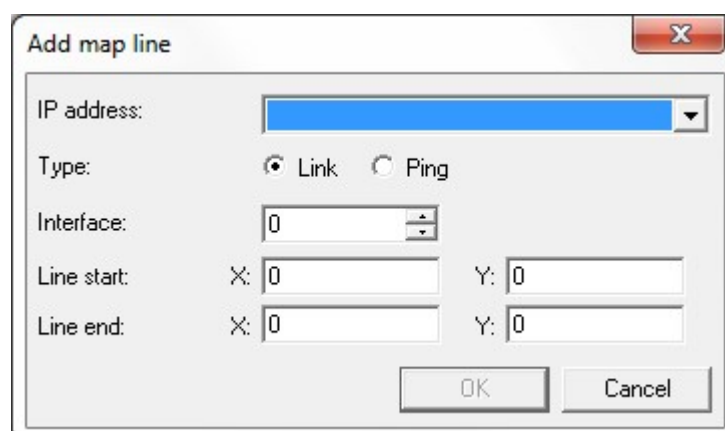 Add map line
IP address:
Type: Link Ping
Interface: 0
Line start: X: 0 Y: 0
Line end: X: 0 Y: 0
OK Cancel